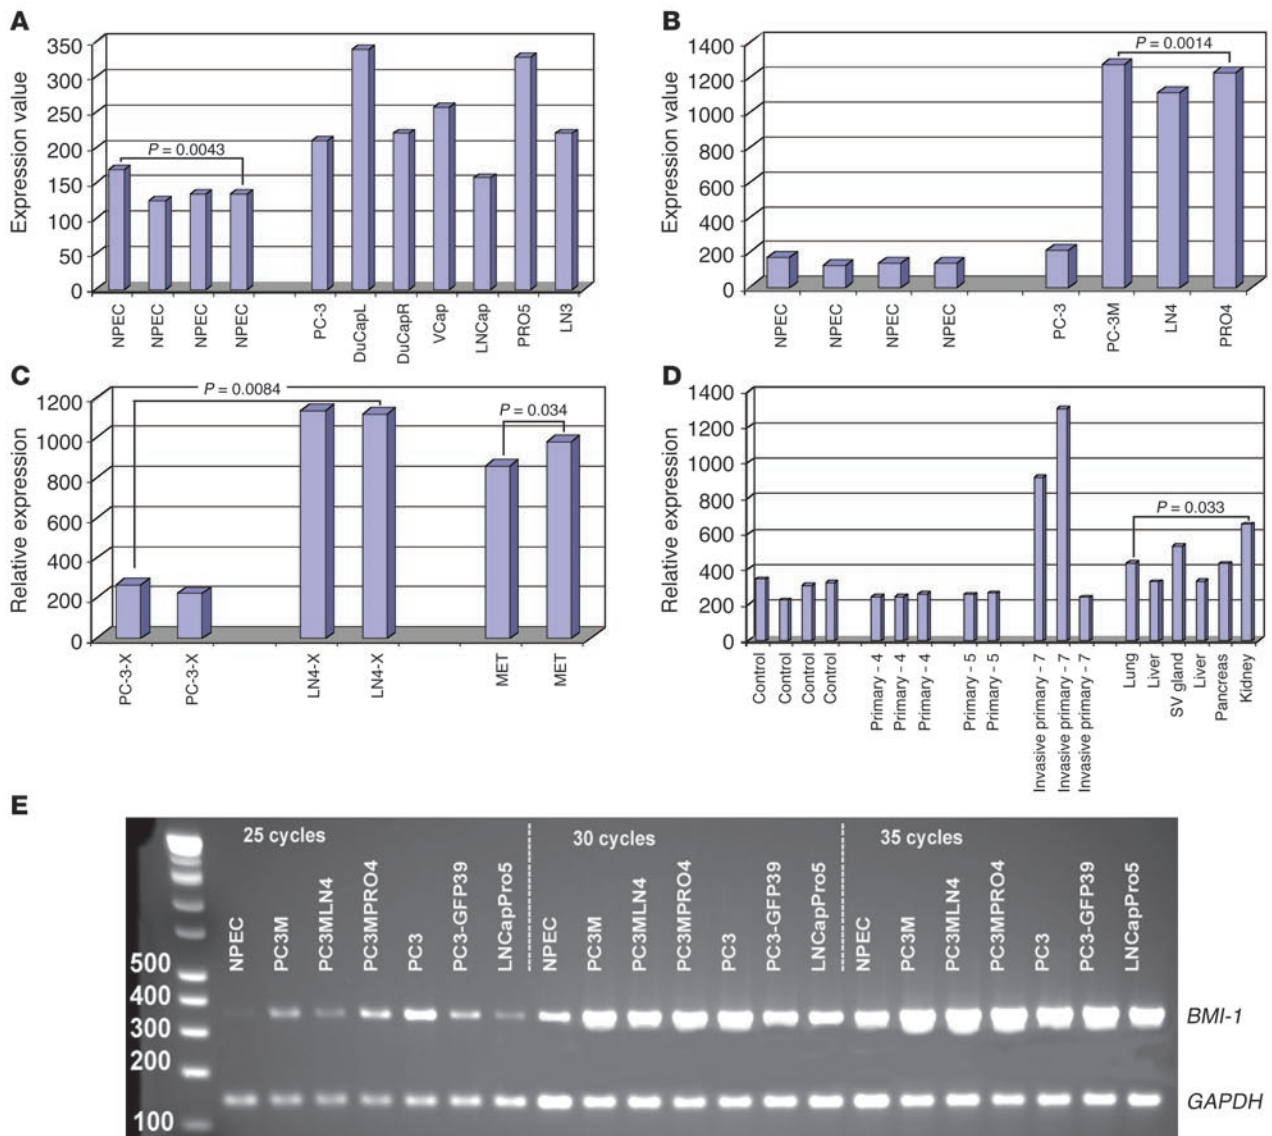 A
Expression value
350
300
250
200
150
100
50
0
P = 0.0043
NPEC
NPEC
NPEC
NPEC
PC-3
DuCapL
DuCapR
VCap
LNCap
PRO5
LN3
B
Expression value
1400
1200
1000
800
600
400
200
0
P = 0.0014
NPEC
NPEC
NPEC
NPEC
PC-3
PC-3M
LN4
PRO4
C
Relative expression
1200
1000
800
600
400
200
0
P = 0.0084
P = 0.034
PC-3-X
PC-3-X
LN4-X
LN4-X
MET
MET
D
Relative expression
1400
1200
1000
800
600
400
200
0
P = 0.033
Control
Control
Control
Control
Primary - 4
Primary - 4
Primary - 4
Primary - 5
Primary - 5
Invasive primary - 7
Invasive primary - 7
Invasive primary - 7
Lung
Liver
SV gland
Liver
Pancreas
Kidney
E
25 cycles
30 cycles
35 cycles
NPEC
PC3M
PC3MLN4
PC3MPRO4
PC3
PC3-GFP39
LNCapPro5
NPEC
PC3M
PC3MLN4
PC3MPRO4
PC3
PC3-GFP39
LNCapPro5
NPEC
PC3M
PC3MLN4
PC3MPRO4
PC3
PC3-GFP39
LNCapPro5
500
400
300
200
100
BMI-1
GAPDH